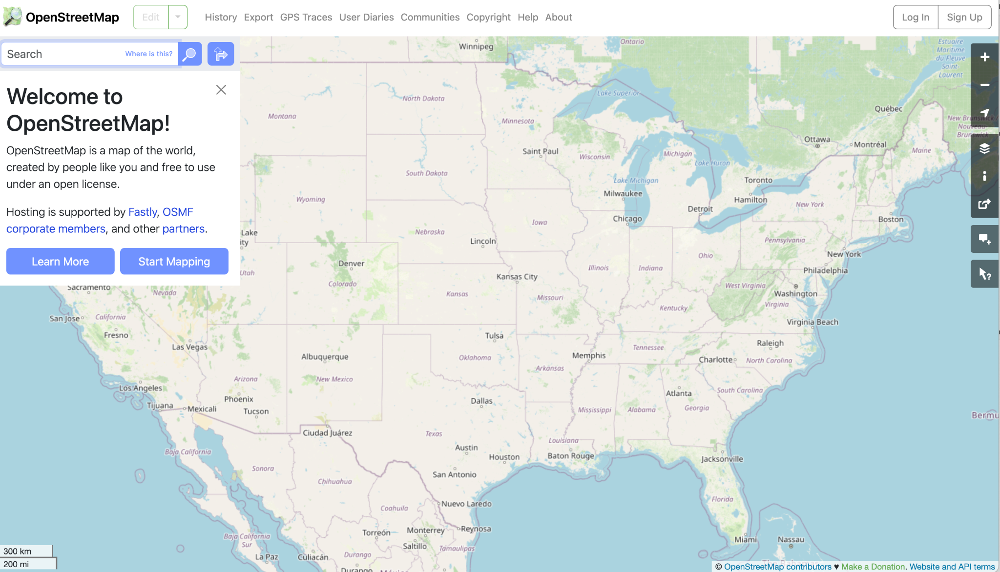 OpenStreetMap
Edit
History Export GPS Traces User Diaries Communities Copyright Help About
Log In
Sign Up
Search
Where is this?
Welcome to
OpenStreetMap!
OpenStreetMap is a map of the world,
created by people like you and free to use
under an open license.
Hosting is supported by Fastly, OSMF
corporate members, and other partners.
Learn More
Start Mapping
Winnipeg
Ontario
Estuaire
Maritime
du Fleuve
Saint-
Laurent
North Dakota
Lake Superior
Montana
Minnesota
Québec
New Brunswick /
Nouveau-
Brunswick
Ottawa
Montréal
Maine
Saint Paul
Wisconsin
Michigan
Lake Huron
South Dakota
Lake Michigan
Toronto
Milwaukee
Hamilton
Wyoming
New York
Detroit
Chicago
Boston
Iowa
Lake
ity
Nebraska
Lincoln
Pennsylvania
New York
Ohio
Denver
Illinois
Indiana
Philadelphia
Utah
Kansas City
Colorado
West Virginia
Sacramento
Nevada
Kansas
Missouri
Washington
Virginia
Kentucky
San Jose
California
Virginia Beach
Fresno
Tulsa
Raleigh
Las Vegas
Tennessee
Albuquerque
Oklahoma
Memphis
Charlotte
North Carolina
Arkansas
Arizona
New Mexico
Los Angeles
South Carolina
Atlanta
Phoenix
Dallas
Tijuana
Mexicali
Tucson
Mississippi
Alabama
Georgia
Bermu
Ciudad Juárez
Texas
Louisiana
Austin
Baja California
Houston
Baton Rouge
Jacksonville
Sonora
San Antonio
Chihuahua
Florida
Nuevo Laredo
Coahuila
Torreón
Monterrey
Reynosa
Baja California
Sur
Miami
Nassau
Saltillo
Tamaulipas
300 km
La Paz
Culiacán
Durango
200 mi
Durango
México
The Bahamas
© OpenStreetMap contributors ♥ Make a Donation. Website and API terms